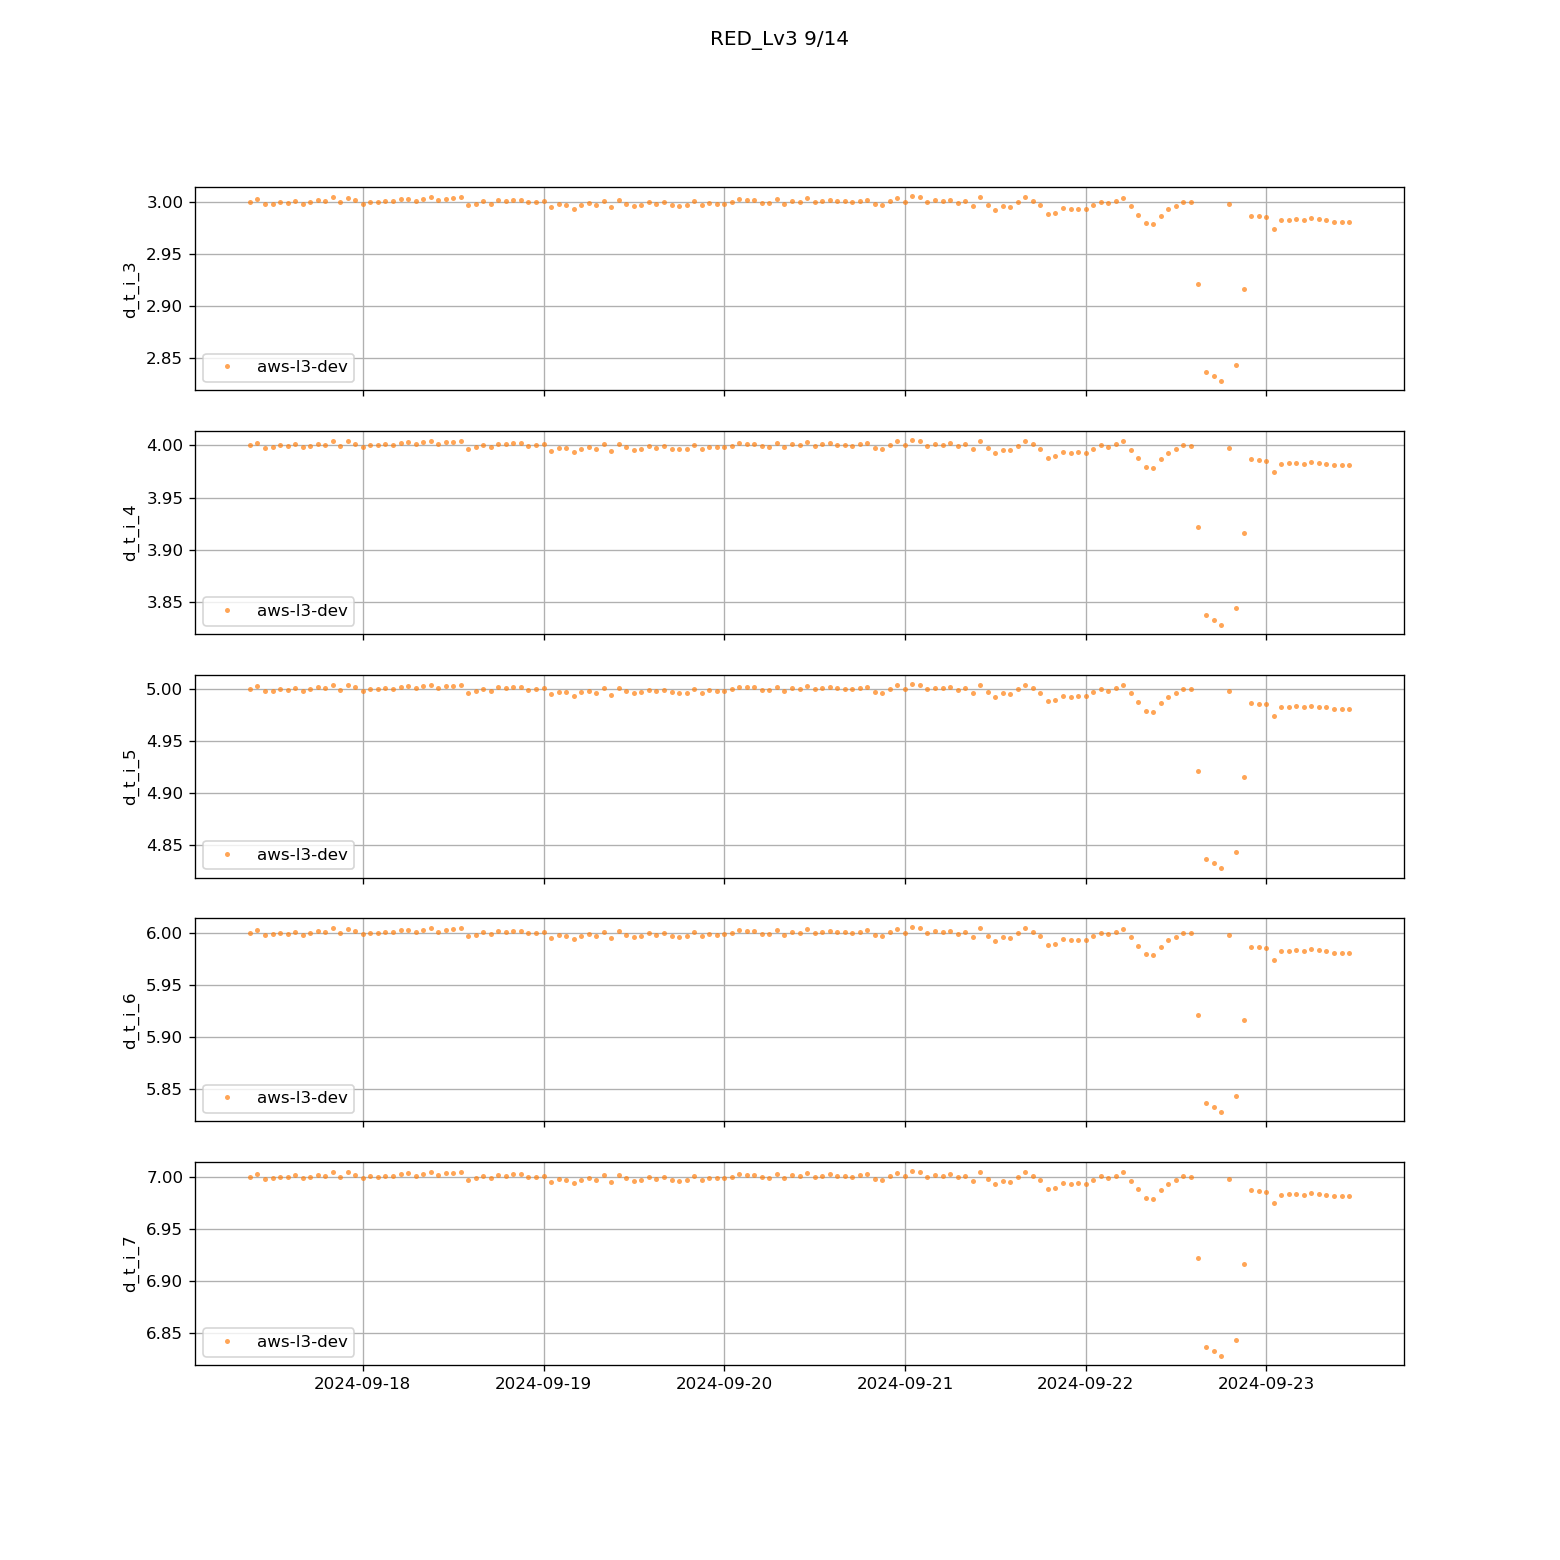 RED_Lv3 9/14
3.00
2.95
2.90
2.85
d_t_i_3
aws-l3-dev
4.00
3.95
3.90
3.85
d_t_i_4
aws-l3-dev
5.00
4.95
4.90
4.85
d_t_i_5
aws-l3-dev
6.00
5.95
5.90
5.85
d_t_i_6
aws-l3-dev
7.00
6.95
6.90
6.85
d_t_i_7
aws-l3-dev
2024-09-18 2024-09-19 2024-09-20 2024-09-21 2024-09-22 2024-09-23